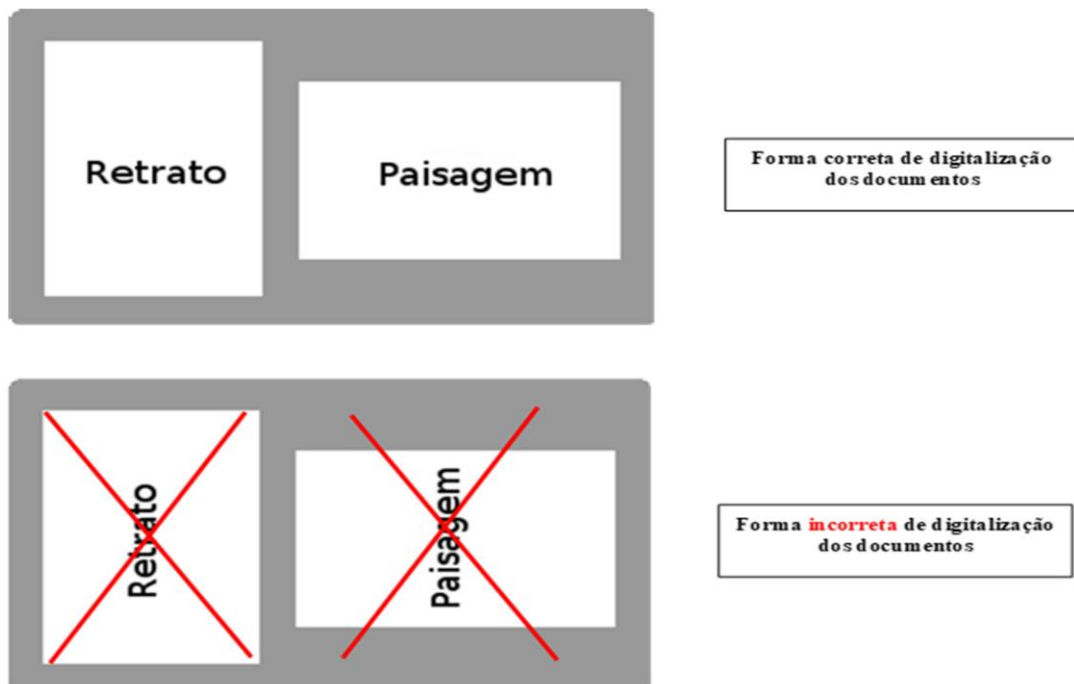 Retrato
Paisagem
Forma correta de digitalização
dos documentos
Retrato
Paisagem
Forma incorreta de digitalização
dos documentos